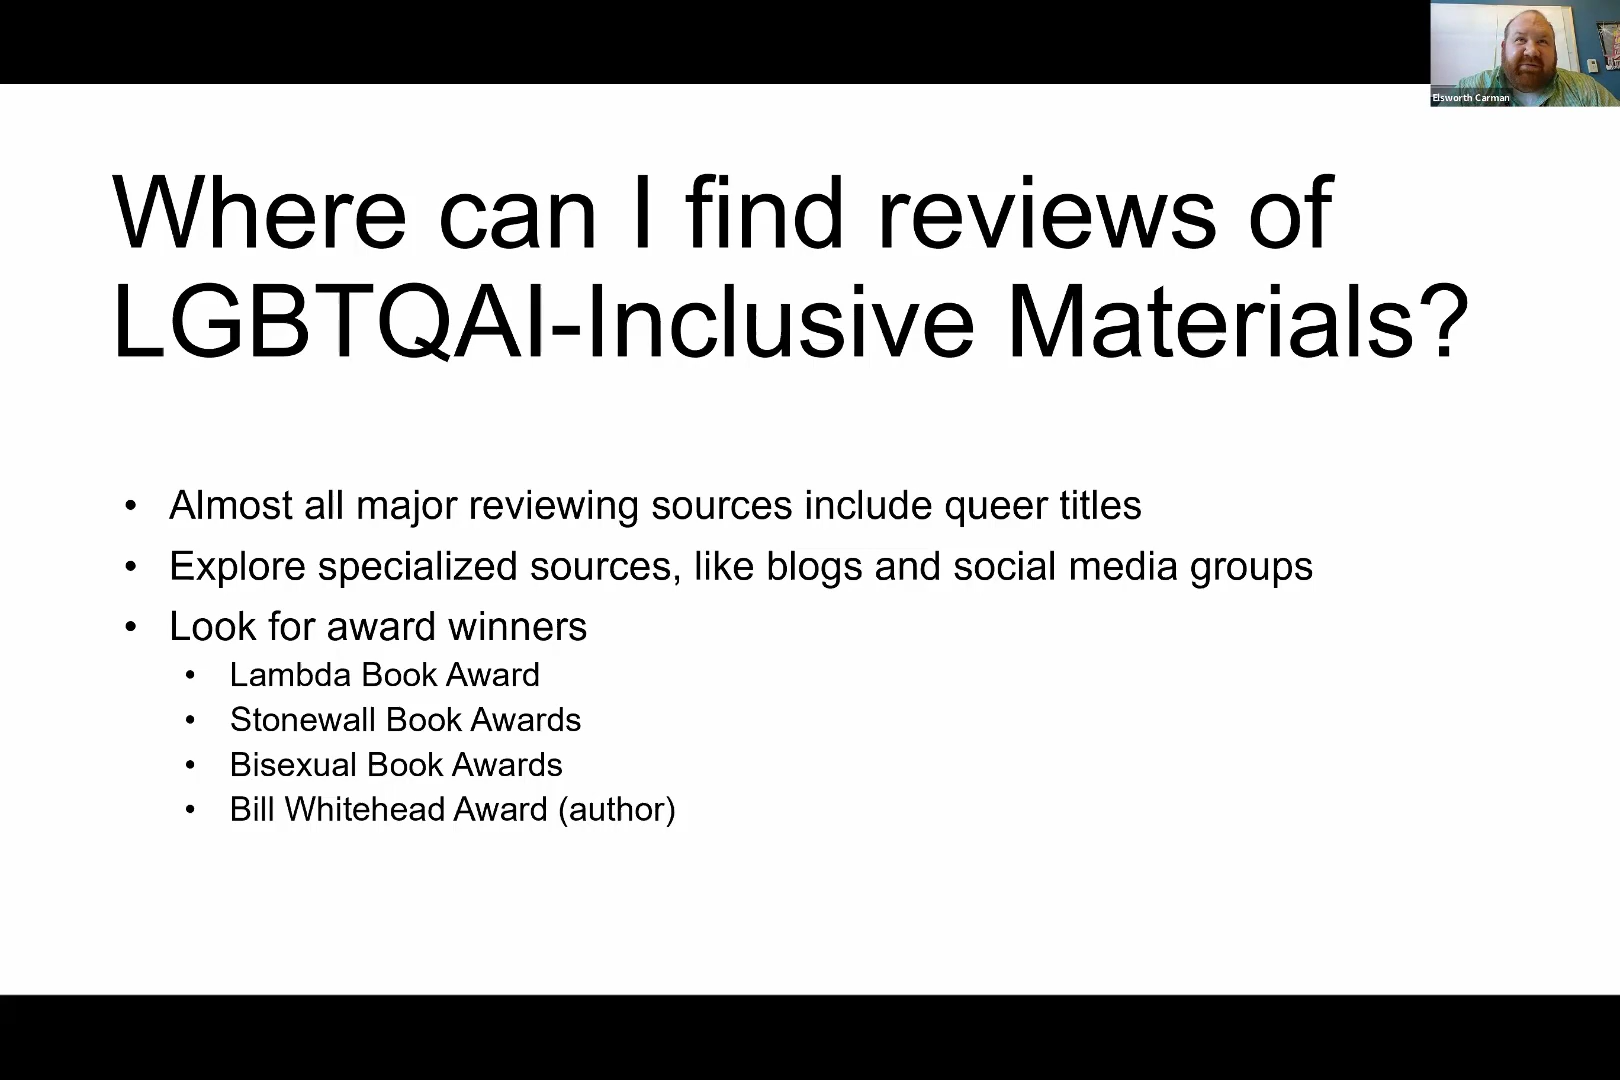 Elsworth Carman
Where can I find reviews of
LGBTQAI-Inclusive Materials?
• Almost all major reviewing sources include queer titles
• Explore specialized sources, like blogs and social media groups
• Look for award winners
• Lambda Book Award
• Stonewall Book Awards
• Bisexual Book Awards
• Bill Whitehead Award (author)